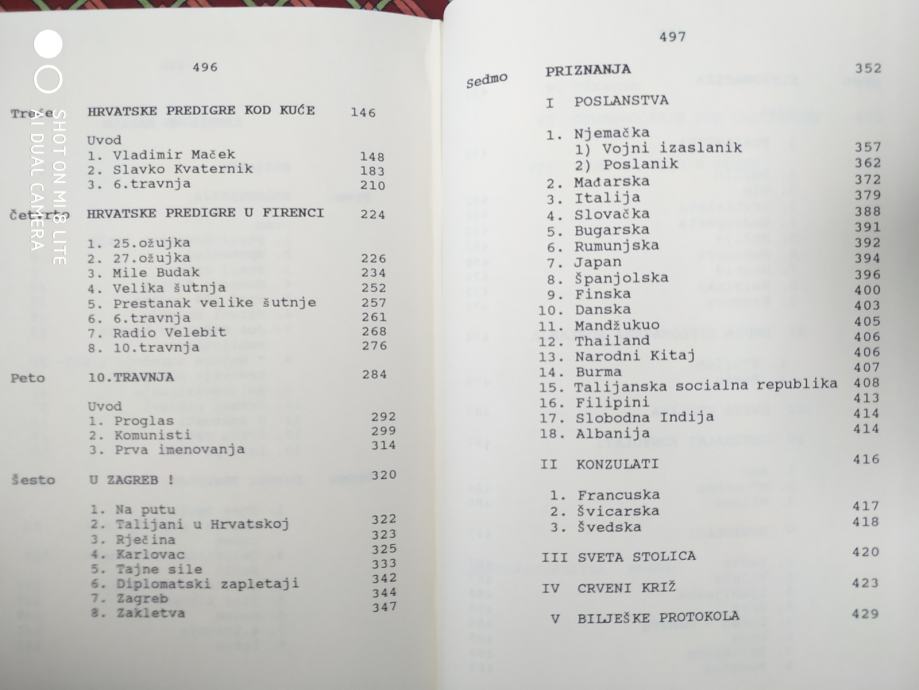 496
Treće HRVATSKE PREDIGRE KOD KUĆE 146
Uvod
1. Vladimir Maček 148
2. Slavko Kvaternik 183
3. 6.travnja 210
Četvrto HRVATSKE PREDIGRE U FIRENCI 224
1. 25.ožujka
2. 27.ožujka 226
3. Mile Budak 234
4. Velika šutnja 252
5. Prestanak velike šutnje 257
6. 6.travnja 261
7. Radio Velebit 268
8. 10.travnja 276
Peto 10.TRAVNJA 284
Uvod
1. Proglas 292
2. Komunisti 299
3. Prva imenovanja 314
Šesto U ZAGREB ! 320
1. Na putu
2. Talijani u Hrvatskoj 322
3. Rječina 323
4. Karlovac 325
5. Tajne sile 333
6. Diplomatski zapletaji 342
7. Zagreb 344
8. Zakletva 347
497
Sedmo PRIZNANJA 352
I POSLANSTVA
1. Njemačka
1) Vojni izaslanik 357
2) Poslanik 362
2. Mađarska 372
3. Italija 379
4. Slovačka 388
5. Bugarska 391
6. Rumunjska 392
7. Japan 394
8. Španjolska 396
9. Finska 400
10. Danska 403
11. Mandžukuo 405
12. Thailand 406
13. Narodni Kitaj 406
14. Burma 407
15. Talijanska socialna republika 408
16. Filipini 413
17. Slobodna Indija 414
18. Albanija 414
II KONZULATI 416
1. Francuska
2. Švicarska 417
3. Švedska 418
III SVETA STOLICA 420
IV CRVENI KRIŽ 423
V BILJEŠKE PROTOKOLA 429
SHOT ON MI 8 LITE
AI DUAL CAMERA